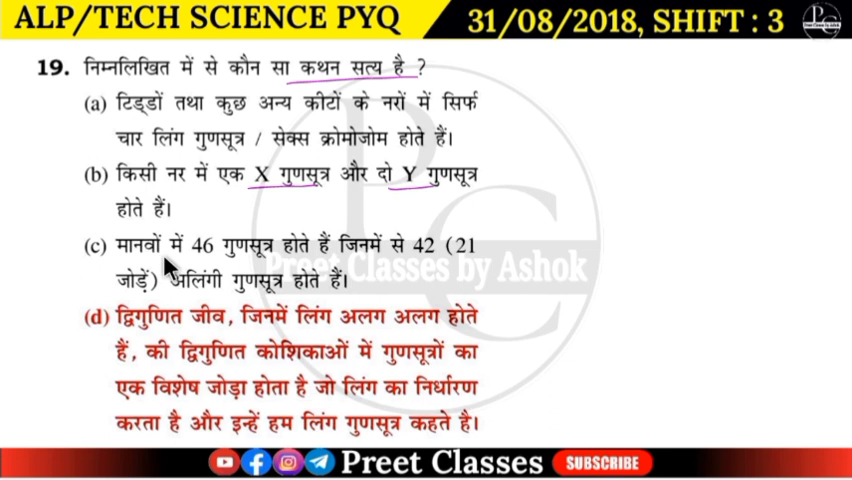 ALP/TECH SCIENCE PYQ 31/08/2018, SHIFT : 3
19. निम्नलिखित में से कौन सा कथन सत्य है ?
(a) टिड्डों तथा कुछ अन्य कीटों के नरों में सिर्फ
चार लिंग गुणसूत्र / सेक्स क्रोमोजोम होते हैं।
(b) किसी नर में एक X गुणसूत्र और दो Y गुणसूत्र
होते हैं।
(c) मानवों में 46 गुणसूत्र होते हैं जिनमें से 42 (21
Preet Classes by Ashok
जोड़ें) अलिंगी गुणसूत्र होते हैं।
(d) द्विगुणित जीव, जिनमें लिंग अलग अलग होते
हैं, की द्विगुणित कोशिकाओं में गुणसूत्रों का
एक विशेष जोड़ा होता है जो लिंग का निर्धारण
करता है और इन्हें हम लिंग गुणसूत्र कहते है।
Preet Classes SUBSCRIBE